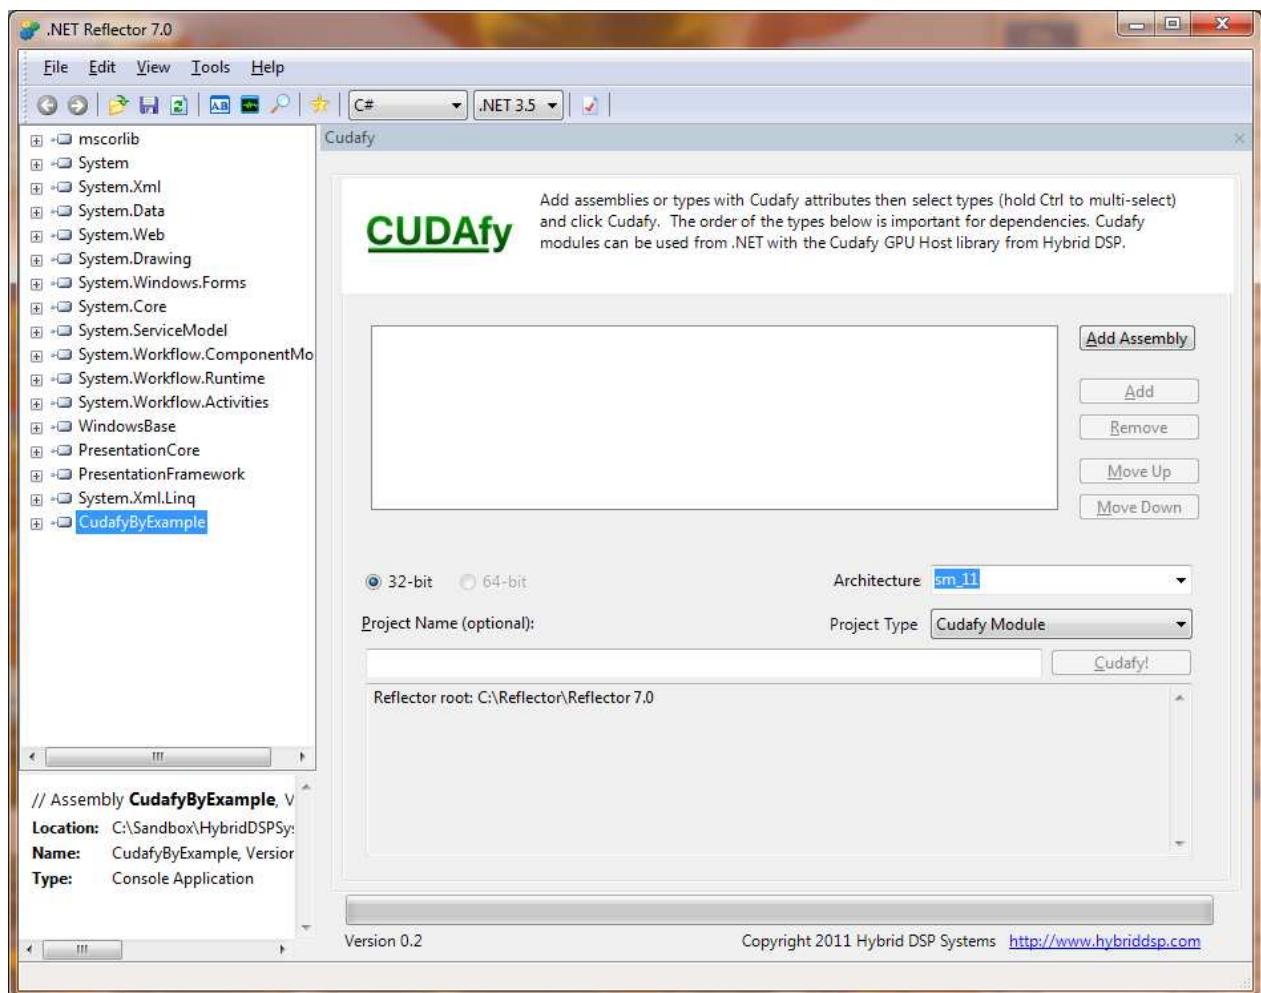 .NET Reflector 7.0
File Edit View Tools Help
C# .NET 3.5
mscorlib
System
System.Xml
System.Data
System.Web
System.Drawing
System.Windows.Forms
System.Core
System.ServiceModel
System.Workflow.ComponentMo
System.Workflow.Runtime
System.Workflow.Activities
WindowsBase
PresentationCore
PresentationFramework
System.Xml.Linq
CudafyByExample
// Assembly CudafyByExample, V
Location: C:\Sandbox\HybridDSPSy
Name: CudafyByExample, Version
Type: Console Application
Cudafy
CUDAfy
Add assemblies or types with Cudafy attributes then select types (hold Ctrl to multi-select)
and click Cudafy. The order of the types below is important for dependencies. Cudafy
modules can be used from .NET with the Cudafy GPU Host library from Hybrid DSP.
Add Assembly
Add
Remove
Move Up
Move Down
32-bit 64-bit
Architecture sm_11
Project Name (optional):
Project Type Cudafy Module
Cudafy!
Reflector root: C:\Reflector\Reflector 7.0
Version 0.2
Copyright 2011 Hybrid DSP Systems http://www.hybriddsp.com